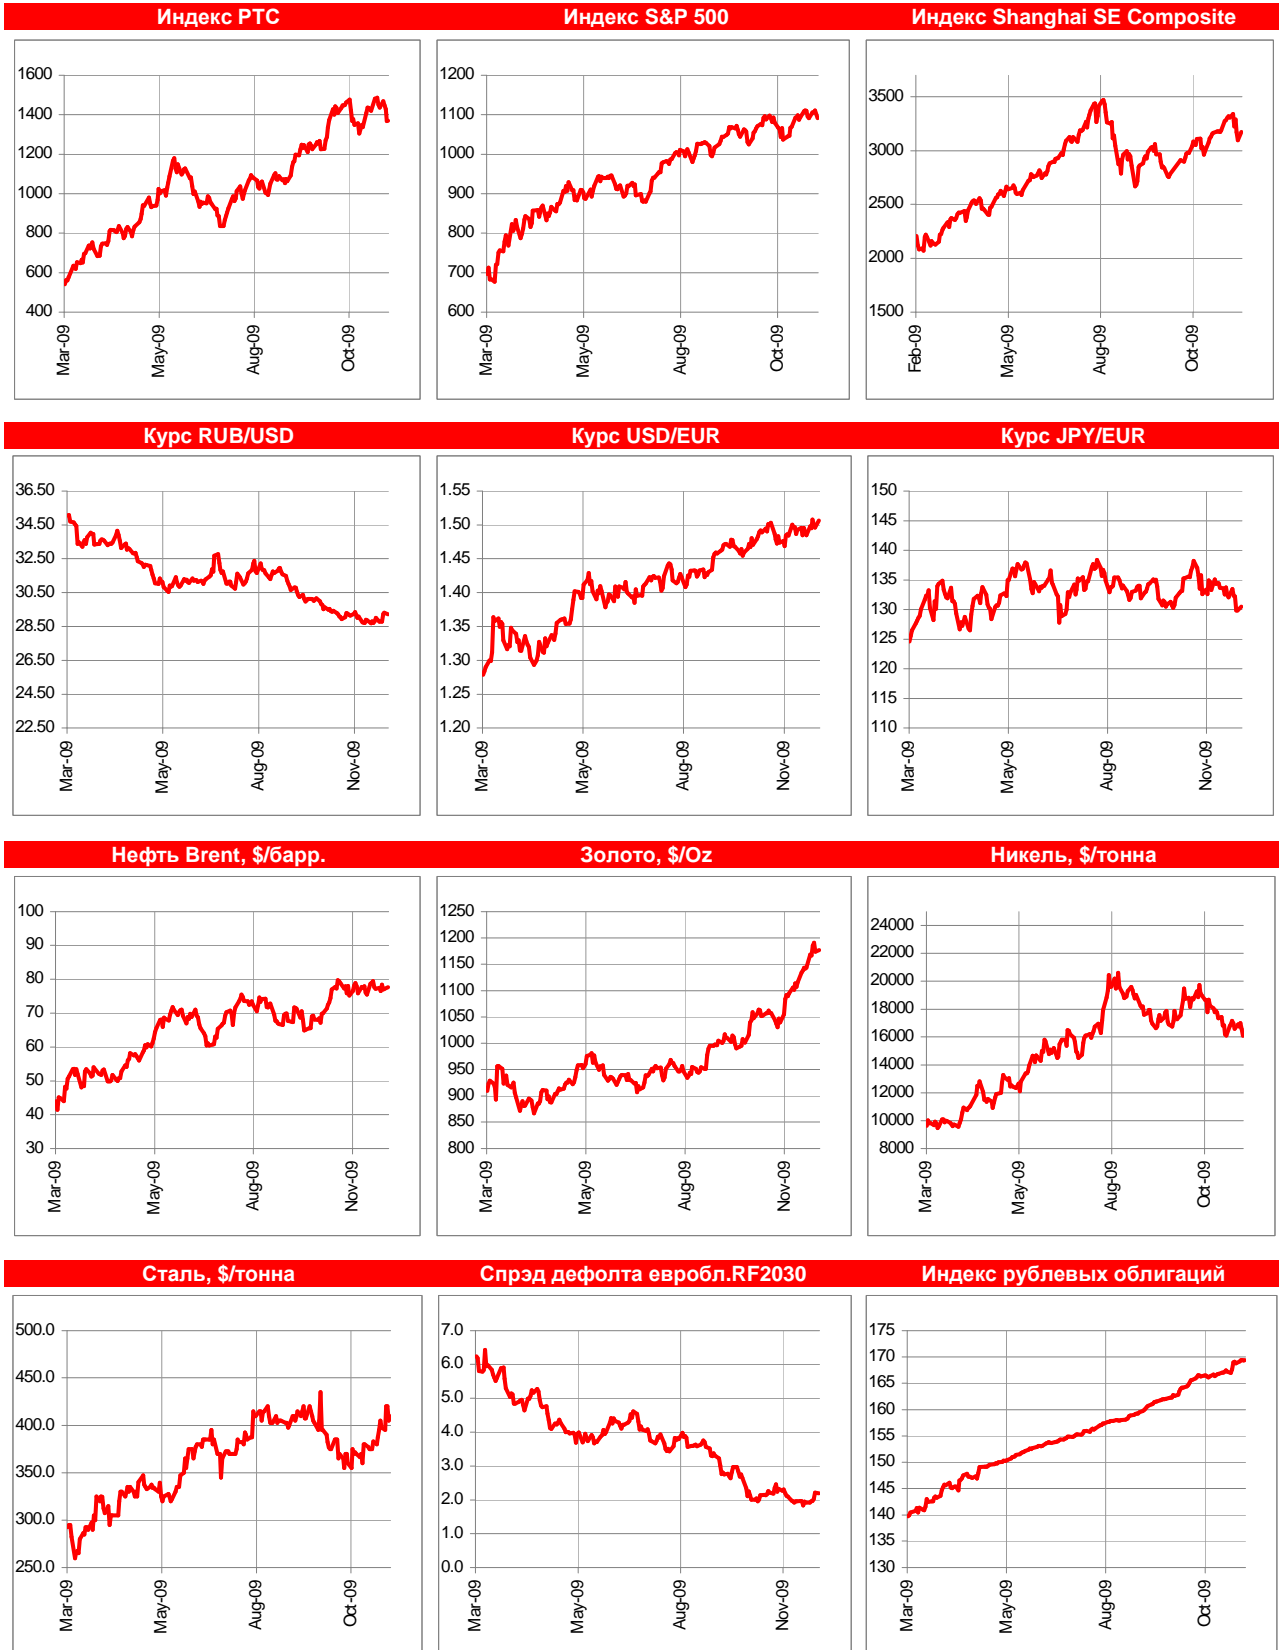 Индекс РТС
1600
1400
1200
1000
800
600
400
Mar-09
May-09
Aug-09
Oct-09
Индекс S&P 500
1200
1100
1000
900
800
700
600
Mar-09
May-09
Aug-09
Oct-09
Индекс Shanghai SE Composite
3500
3000
2500
2000
1500
Feb-09
May-09
Aug-09
Oct-09
Курс RUB/USD
36.50
34.50
32.50
30.50
28.50
26.50
24.50
22.50
Mar-09
May-09
Aug-09
Nov-09
Курс USD/EUR
1.55
1.50
1.45
1.40
1.35
1.30
1.25
1.20
Mar-09
May-09
Aug-09
Nov-09
Курс JPY/EUR
150
145
140
135
130
125
120
115
110
Mar-09
May-09
Aug-09
Nov-09
Нефть Brent, $/барр.
100
90
80
70
60
50
40
30
Mar-09
May-09
Aug-09
Nov-09
Золото, $/Oz
1250
1200
1150
1100
1050
1000
950
900
850
800
Mar-09
May-09
Aug-09
Nov-09
Никель, $/тонна
24000
20000
18000
16000
14000
12000
10000
8000
Mar-09
May-09
Aug-09
Oct-09
Сталь, $/тонна
500.0
450.0
400.0
350.0
300.0
250.0
Mar-09
May-09
Aug-09
Oct-09
Спрэд дефолта евробл.RF2030
7.0
6.0
5.0
4.0
3.0
2.0
1.0
0.0
Mar-09
May-09
Aug-09
Nov-09
Индекс рублевых облигаций
175
170
165
160
155
150
145
140
135
130
Mar-09
May-09
Aug-09
Oct-09